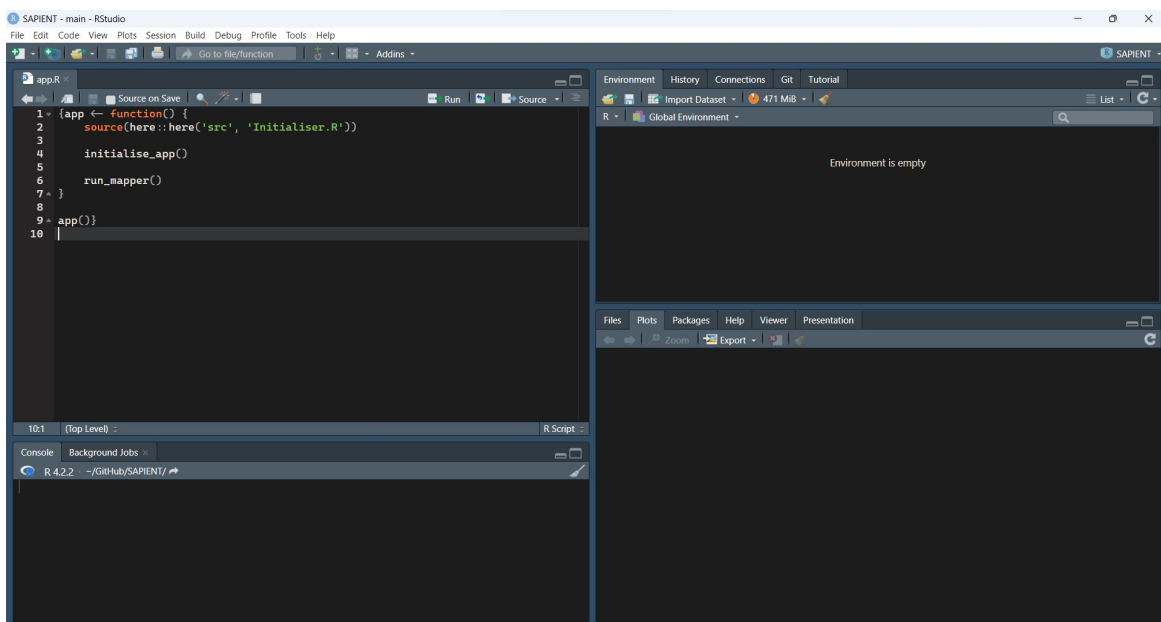 SAPIENT - main - RStudio
File Edit Code View Plots Session Build Debug Profile Tools Help
Go to file/function Addins SAPIENT
app.R
Source on Save Run Source
1 {app ← function() {
2 source(here::here('src', 'Initialiser.R'))
3
4 initialise_app()
5
6 run_mapper()
7 }
8
9 app()}
10
10:1 (Top Level) R Script
Console Background Jobs
R 4.2.2 · ~/GitHub/SAPIENT/
Environment History Connections Git Tutorial
Import Dataset 471 MiB List
R Global Environment
Environment is empty
Files Plots Packages Help Viewer Presentation
Zoom Export